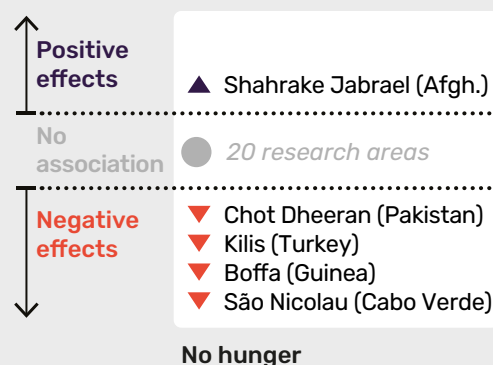 Positive
effects
Shahrake Jabrael (Afgh.)
No
association
20 research areas
Negative
effects
Chot Dheeran (Pakistan)
Kilis (Turkey)
Boffa (Guinea)
São Nicolau (Cabo Verde)
No hunger